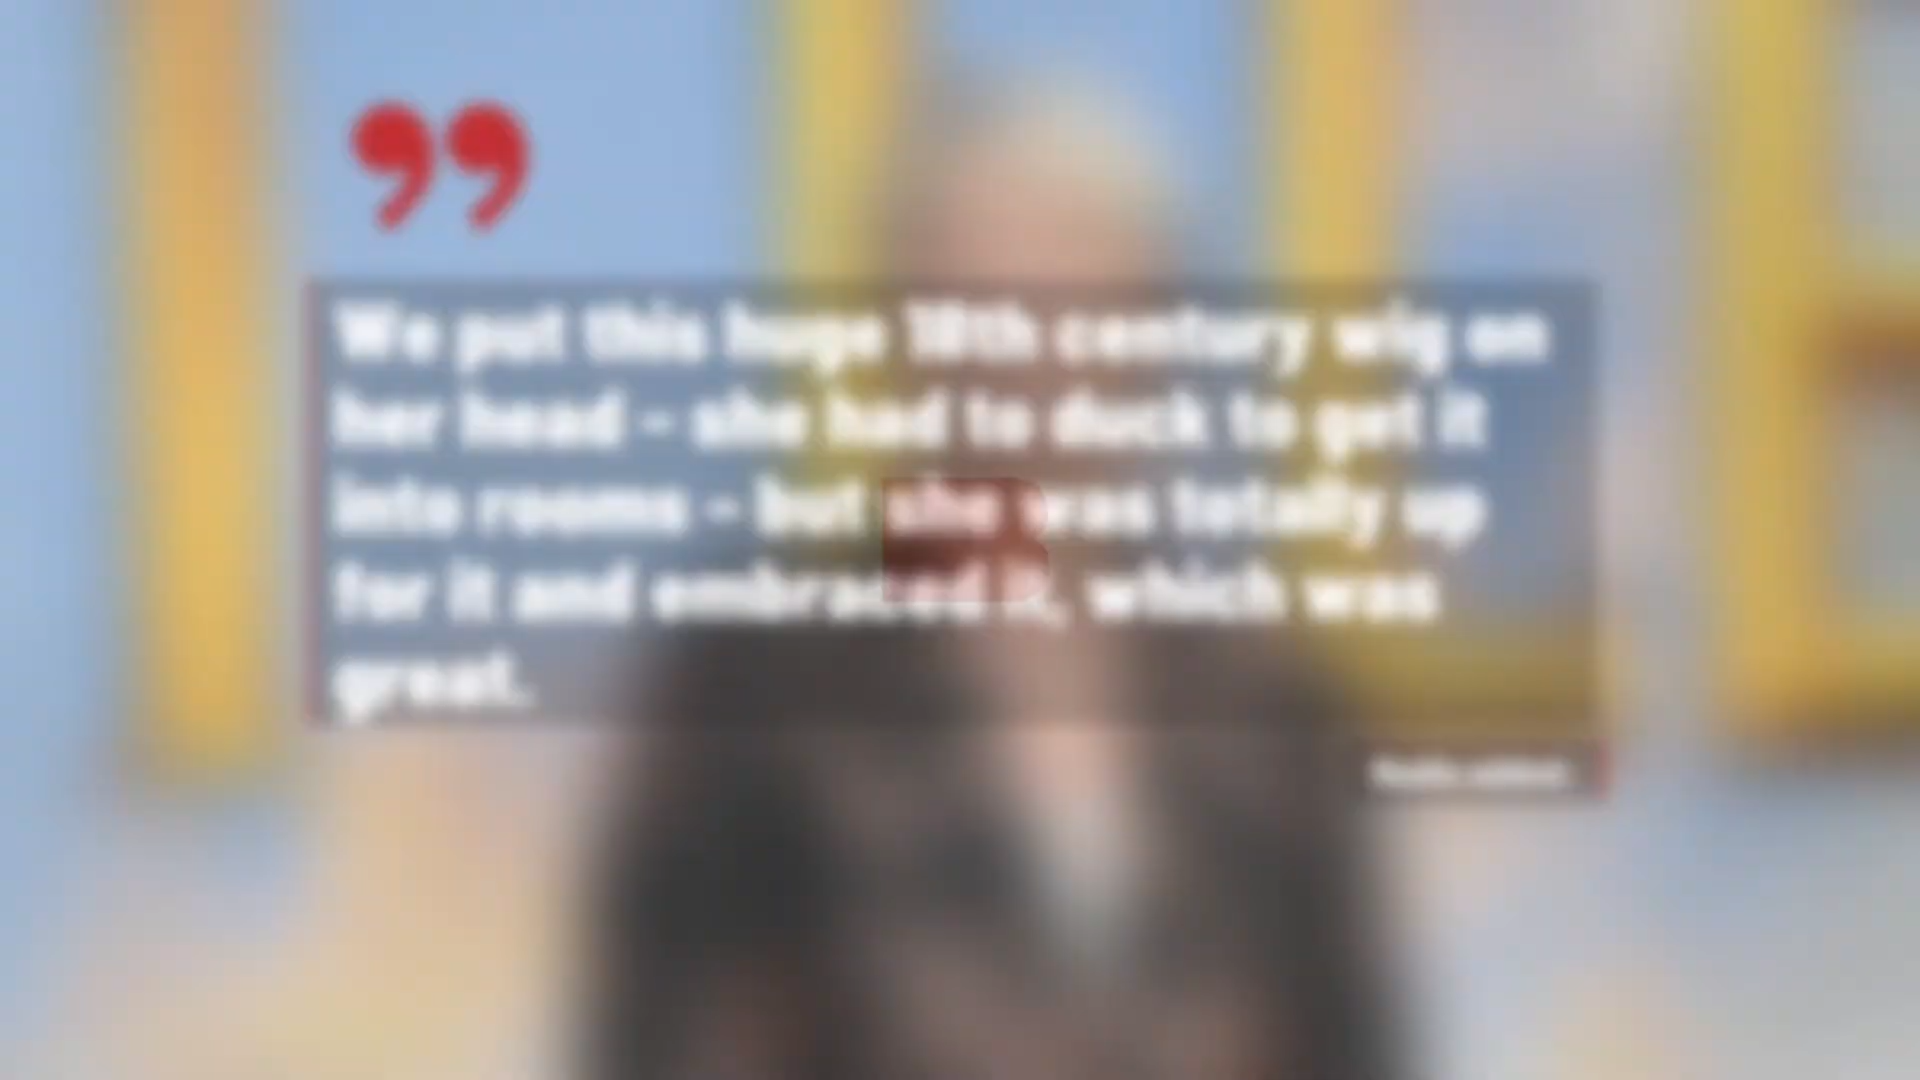 We put this huge 18th century wig on
her head – she had to duck to get it
into rooms – but she was totally up
for it and embraced it, which was
great.